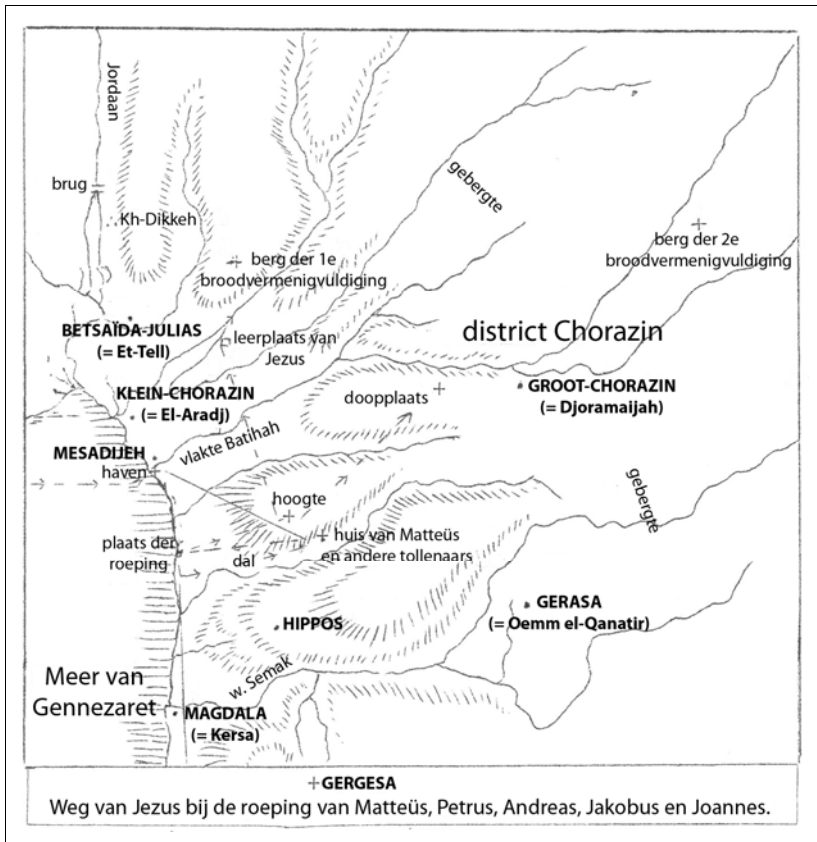 Jordaan
brug
Kh-Dikkeh
gebergte
berg der 1e
broodvermenigvuldiging
berg der 2e
broodvermenigvuldiging
BETSAÏDA-JULIAS
(= Et-Tell)
leerplaats van
Jezus
district Chorazin
KLEIN-CHORAZIN
(= El-Aradj)
doopplaats
GROOT-CHORAZIN
(= Djoramaijah)
vlakte Batihah
MESADIJEH
haven
gebergte
hoogte
plaats der
roeping
dal
huis van Matteüs
en andere tollenaars
GERASA
(= Oemm el-Qanatir)
HIPPOS
w. Semak
Meer van
Gennezaret
MAGDALA
(= Kersa)
GERGESA
Weg van Jezus bij de roeping van Matteüs, Petrus, Andreas, Jakobus en Joannes.